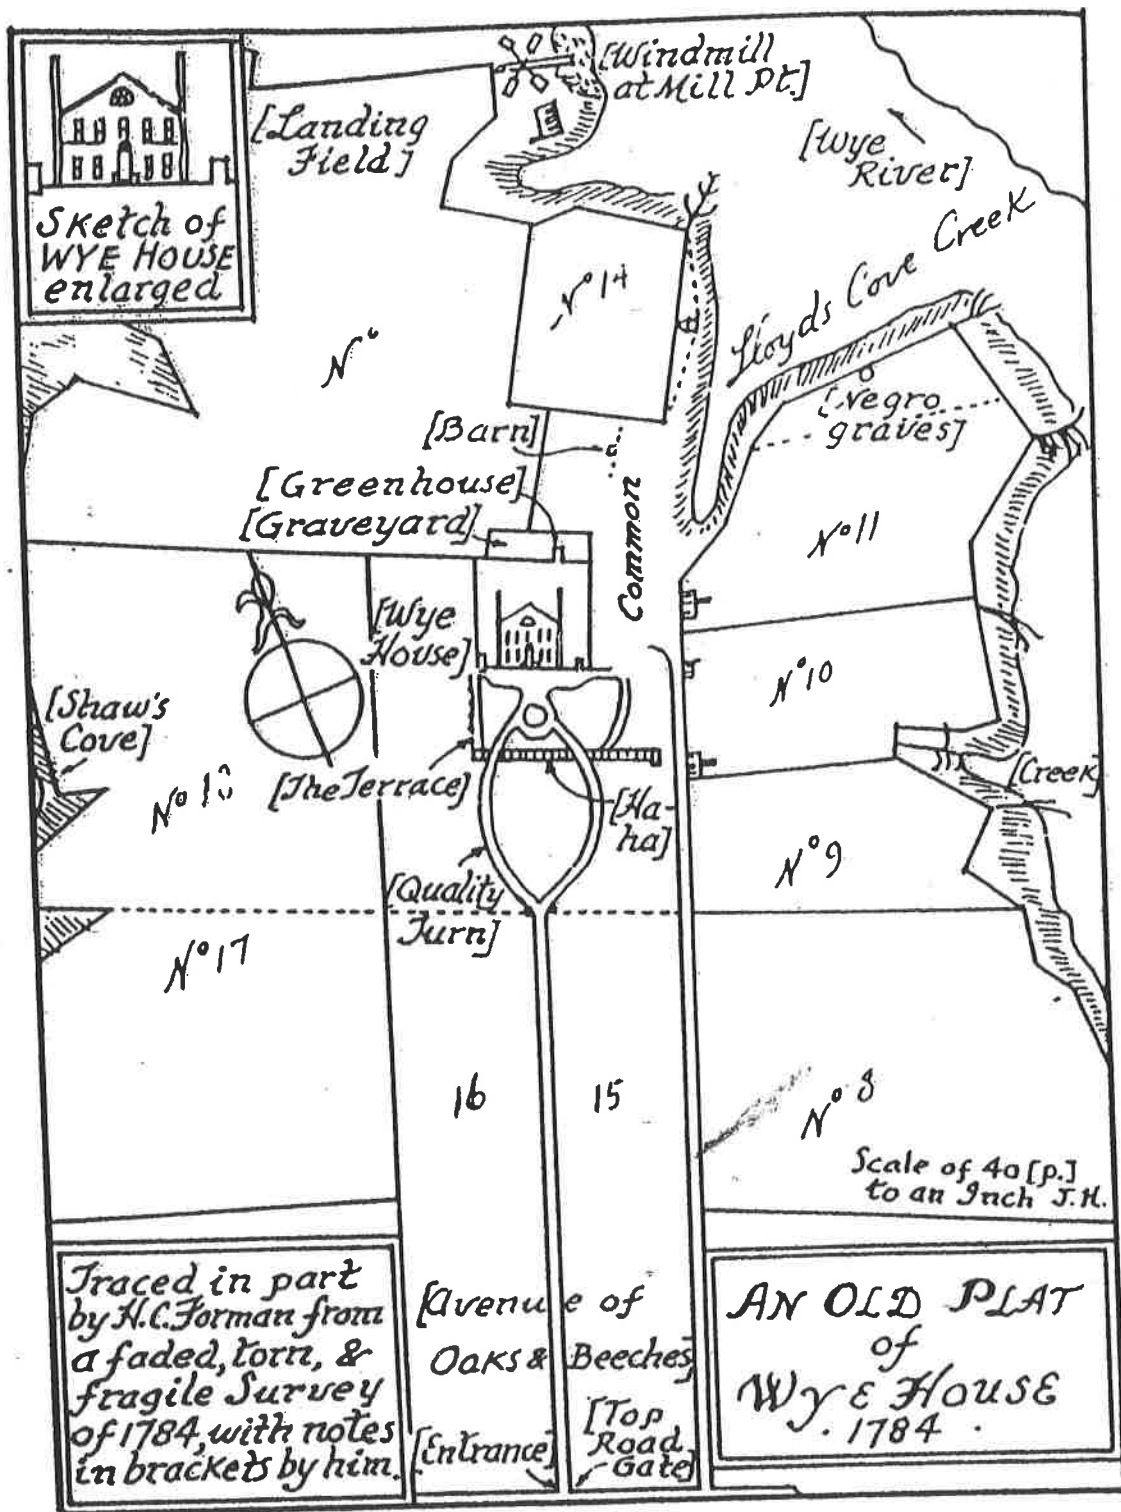 [Windmill
at Mill Pt.]
[Landing
Field]
[Wye
River]
Sketch of
WYE HOUSE
enlarged
Lloyds Cove Creek
No 14
N°
[Negro
graves]
[Barn]
[Greenhouse]
[Graveyard]
Common
No 11
[Wye
House]
No 10
[Shaw's
Cove]
[The Terrace]
[Ha-
ha]
[Creek]
No 9
[Quality
Turn]
No 17
16
15
No 8
Scale of 40 [p.]
to an Inch J.H.
Traced in part
by H.C. Forman from
a faded, torn, &
fragile Survey
of 1784, with notes
in brackets by him.
[Avenue of
Oaks & Beeches]
[Entrance]
[Top
Road
Gate]
AN OLD PLAT
of
WYE HOUSE
· 1784 ·